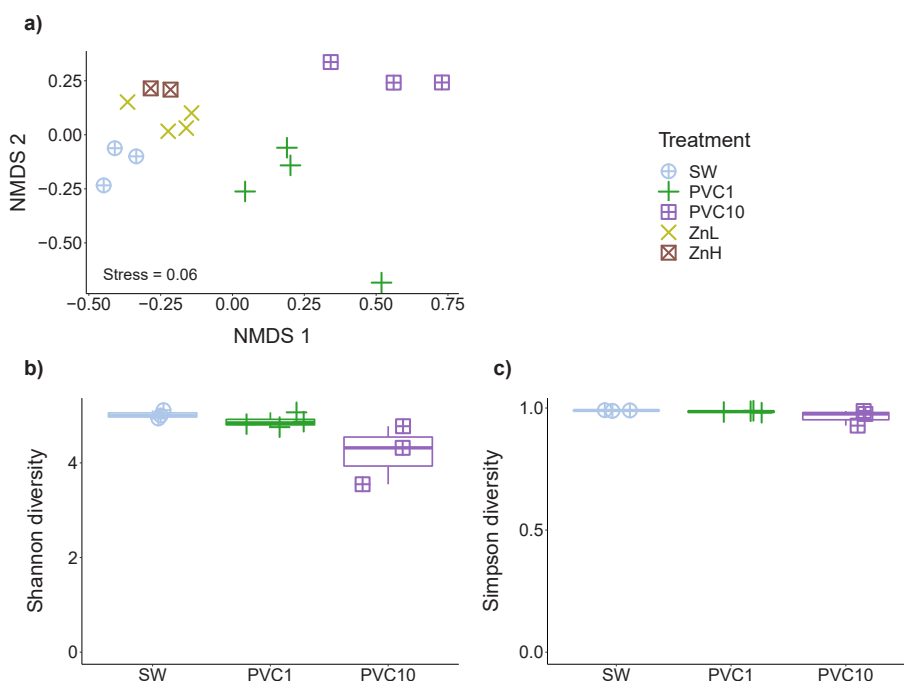 a)
NMDS 2
0.25
0.00
−0.25
−0.50
Stress = 0.06
−0.50 −0.25 0.00 0.25 0.50 0.75
NMDS 1
Treatment
SW
PVC1
PVC10
ZnL
ZnH
b)
Shannon diversity
4
2
0
SW PVC1 PVC10
c)
Simpson diversity
1.0
0.5
0.0
SW PVC1 PVC10